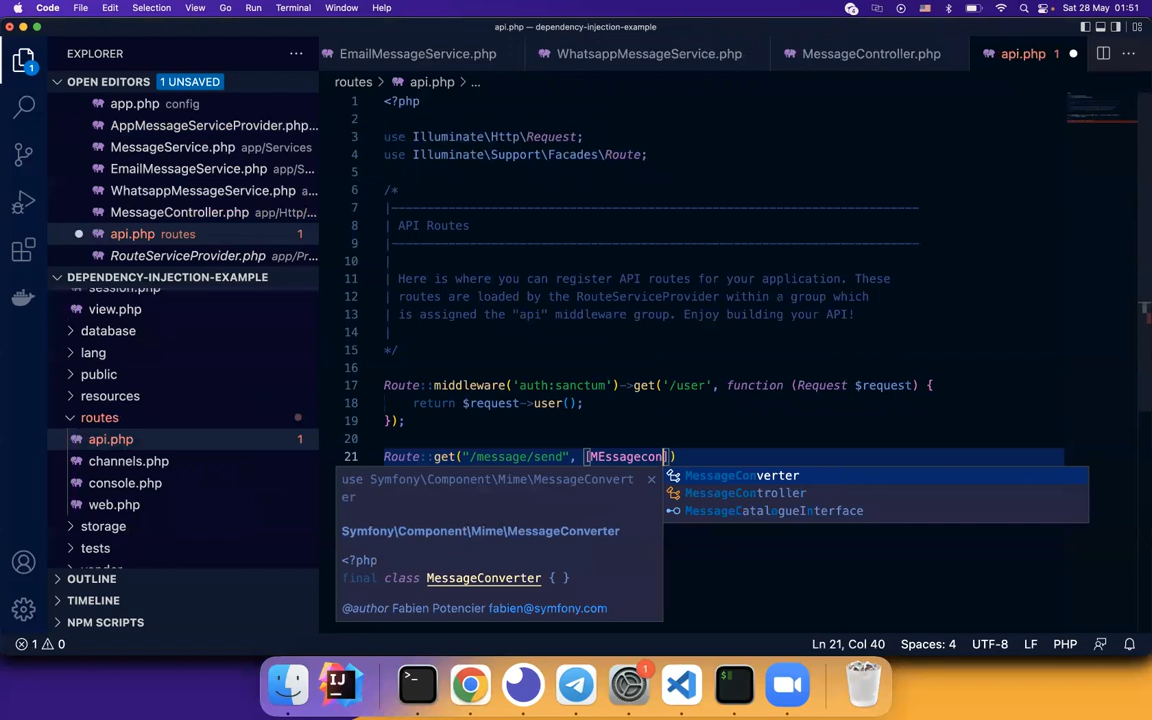 Code File Edit Selection View Go Run Terminal Window Help Sat 28 May 01:51
api.php — dependency-injection-example
EXPLORER
EmailMessageService.php WhatsappMessageService.php MessageController.php api.php 1
OPEN EDITORS 1 UNSAVED
routes > api.php > ...
app.php config
AppMessageServiceProvider.php...
MessageService.php app/Services
EmailMessageService.php app/S...
WhatsappMessageService.php a...
MessageController.php app/Http/...
api.php routes 1
RouteServiceProvider.php app/Pr...
DEPENDENCY-INJECTION-EXAMPLE
session.php
view.php
database
lang
public
resources
routes
api.php 1
channels.php
console.php
web.php
storage
tests
vendor
OUTLINE
TIMELINE
NPM SCRIPTS
1 <?php
2
3 use Illuminate\Http\Request;
4 use Illuminate\Support\Facades\Route;
5
6 /*
7 |--------------------------------------------------------------------------
8 | API Routes
9 |--------------------------------------------------------------------------
10 |
11 | Here is where you can register API routes for your application. These
12 | routes are loaded by the RouteServiceProvider within a group which
13 | is assigned the "api" middleware group. Enjoy building your API!
14 |
15 */
16
17 Route::middleware('auth:sanctum')->get('/user', function (Request $request) {
18 return $request->user();
19 });
20
21 Route::get("/message/send", [MEssagecon])
use Symfony\Component\Mime\MessageConvert
er
Symfony\Component\Mime\MessageConverter
<?php
final class MessageConverter { }
@author Fabien Potencier fabien@symfony.com
MessageConverter
MessageController
MessageCatalogueInterface
1 0 Ln 21, Col 40 Spaces: 4 UTF-8 LF PHP
1
IJ
1